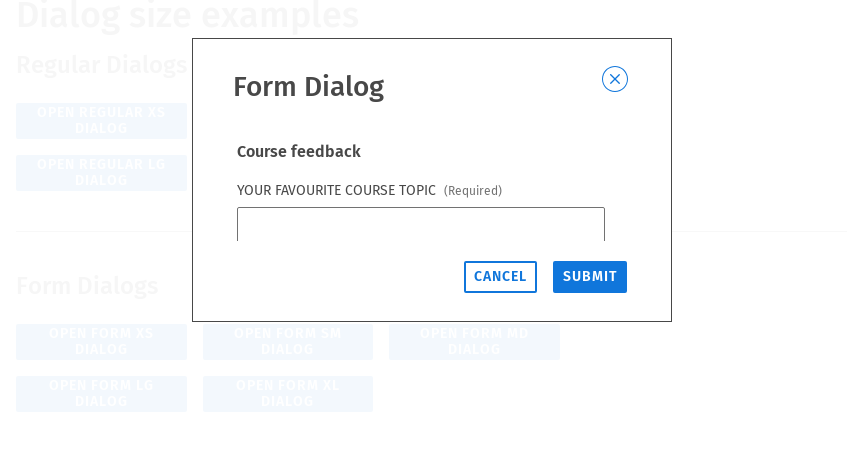 Dialog size examples
Regular Dialogs
OPEN REGULAR XS
DIALOG
OPEN REGULAR LG
DIALOG
Form Dialog
Course feedback
YOUR FAVOURITE COURSE TOPIC (Required)
CANCEL SUBMIT
Form Dialogs
OPEN FORM XS
DIALOG
OPEN FORM SM
DIALOG
OPEN FORM MD
DIALOG
OPEN FORM LG
DIALOG
OPEN FORM XL
DIALOG